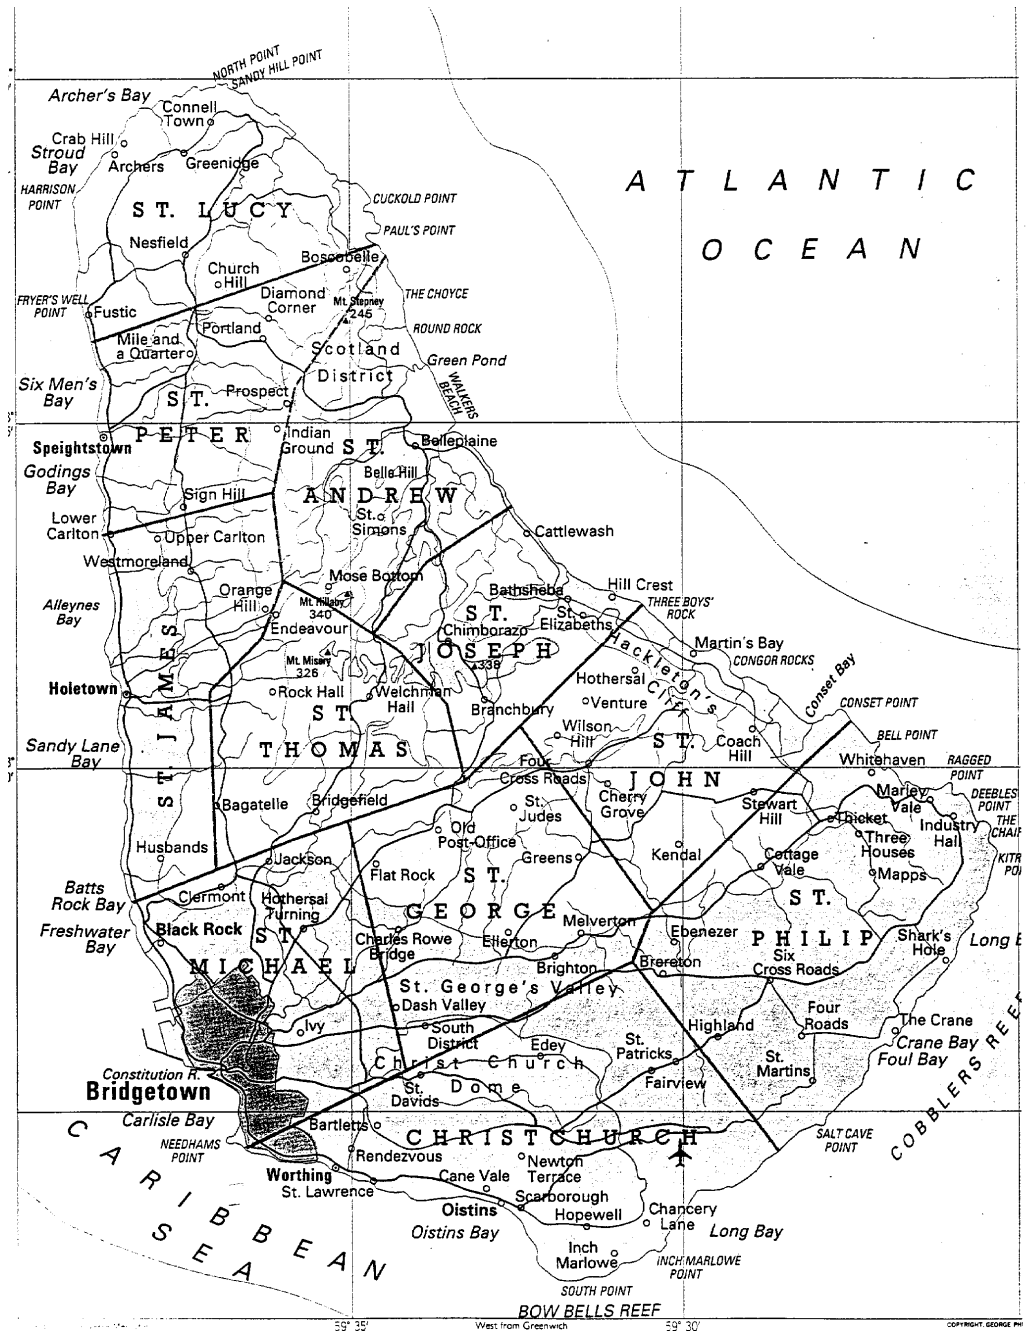 NORTH POINT
SANDY HILL POINT
Archer's Bay
Connell
Town
Crab Hill
Stroud
Bay
Archers
Greenidge
HARRISON
POINT
CUCKOLD POINT
ATLANTIC
OCEAN
ST. LUCY
PAUL'S POINT
Nesfield
Boscobelle
Church
Hill
Diamond
Corner
Mt. Stepney
245
THE CHOYCE
FRYER'S WELL
POINT
Fustic
Portland
ROUND ROCK
Mile and
a Quarter
Scotland
District
Green Pond
WALKERS
BEACH
Six Men's
Bay
ST.
PETER
Prospect
Indian
Ground
ST.
ANDREW
Belleplaine
Speightstown
Godings
Bay
Belle Hill
Sign Hill
St.
Simons
Lower
Carlton
Upper Carlton
Cattlewash
Westmoreland
Mose Bottom
Bathsheba
Hill Crest
Orange
Hill
Mt. Hillaby
340
Alleynes
Bay
Endeavour
ST.
JOSEPH
St.
Elizabeths
THREE BOYS'
ROCK
Chimborazo
338
Hackleton's
Cliff
Martin's Bay
CONGOR ROCKS
Mt. Misery
326
Hothersal
Conset Bay
Holetown
Rock Hall
Welchman
Hall
Branchbury
Venture
CONSET POINT
ST. JAMES
ST.
THOMAS
Wilson
Hill
ST.
JOHN
Coach
Hill
BELL POINT
Sandy Lane
Bay
Four
Cross Roads
Whitehaven
RAGGED
POINT
Bagatelle
Bridgefield
St.
Judes
Cherry
Grove
Stewart
Hill
Marley
Vale
DEEBLES
POINT
Thicket
THE
CHAIR
Husbands
Old
Post-Office
Three
Houses
Industry
Hall
Jackson
Greens
Kendal
Cottage
Vale
Flat Rock
Mapps
Batts
Rock Bay
Clermont
Hothersal
Turning
ST.
GEORGE
ST.
PHILIP
Freshwater
Bay
Black Rock
ST.
MICHAEL
Charles Rowe
Bridge
Ellerton
Melverton
Ebenezer
Shark's
Hole
Brighton
Brereton
Six
Cross Roads
St. George's Valley
Dash Valley
Ivy
South
District
Highland
Four
Roads
The Crane
Crane Bay
Foul Bay
COBBLERS REEF
Edey
St.
Patricks
Christ Church
Dome
Constitution R.
Bridgetown
St.
Davids
Fairview
St.
Martins
Carlisle Bay
Bartletts
CHRISTCHURCH
SALT CAVE
POINT
NEEDHAMS
POINT
Rendezvous
Worthing
St. Lawrence
Newton
Terrace
Cane Vale
Scarborough
Oistins
Hopewell
Chancery
Lane
CARIBBEAN
SEA
Oistins Bay
Long Bay
Inch
Marlowe
INCH MARLOWE
POINT
SOUTH POINT
BOW BELLS REEF
59° 35'
West from Greenwich
59° 30'
COPYRIGHT. GEORGE PHI